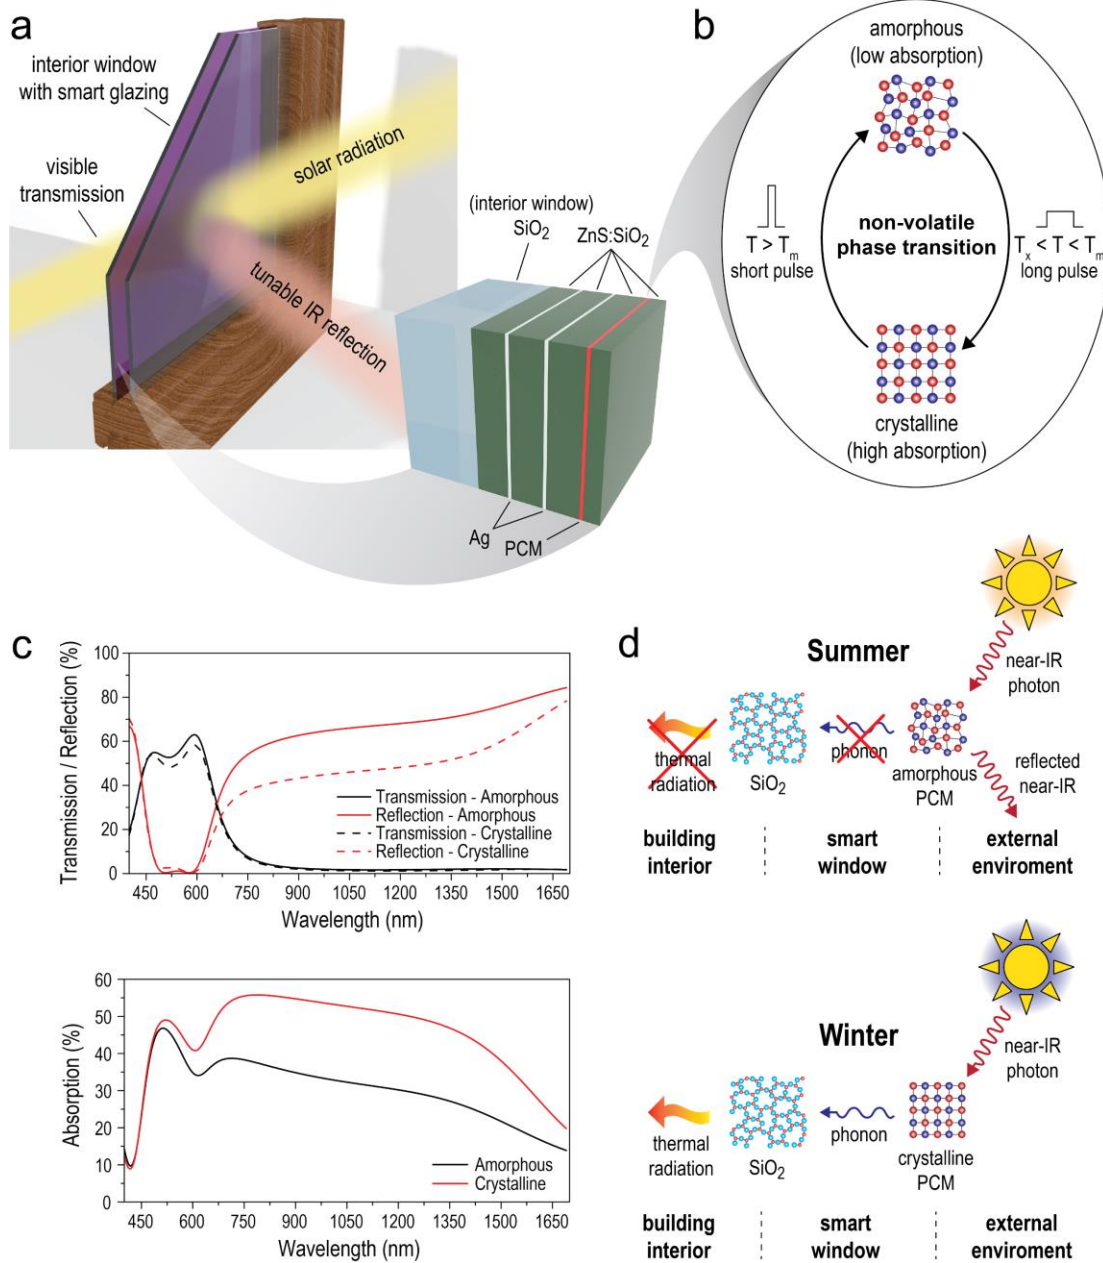 a
interior window
with smart glazing
visible
transmission
solar radiation
tunable IR reflection
(interior window)
SiO₂
ZnS:SiO₂
Ag
PCM
b
amorphous
(low absorption)
non-volatile
phase transition
T > Tₘ
short pulse
Tₓ < T < Tₘ
long pulse
crystalline
(high absorption)
c
Transmission / Reflection (%)
100
80
60
40
20
0
Transmission - Amorphous
Reflection - Amorphous
Transmission - Crystalline
Reflection - Crystalline
450 600 750 900 1050 1200 1350 1500 1650
Wavelength (nm)
Absorption (%)
60
50
40
30
20
10
0
Amorphous
Crystalline
450 600 750 900 1050 1200 1350 1500 1650
Wavelength (nm)
d
Summer
near-IR
photon
thermal
radiation
SiO₂
phonon
amorphous
PCM
reflected
near-IR
building
interior
smart
window
external
enviroment
Winter
near-IR
photon
thermal
radiation
SiO₂
phonon
crystalline
PCM
building
interior
smart
window
external
enviroment